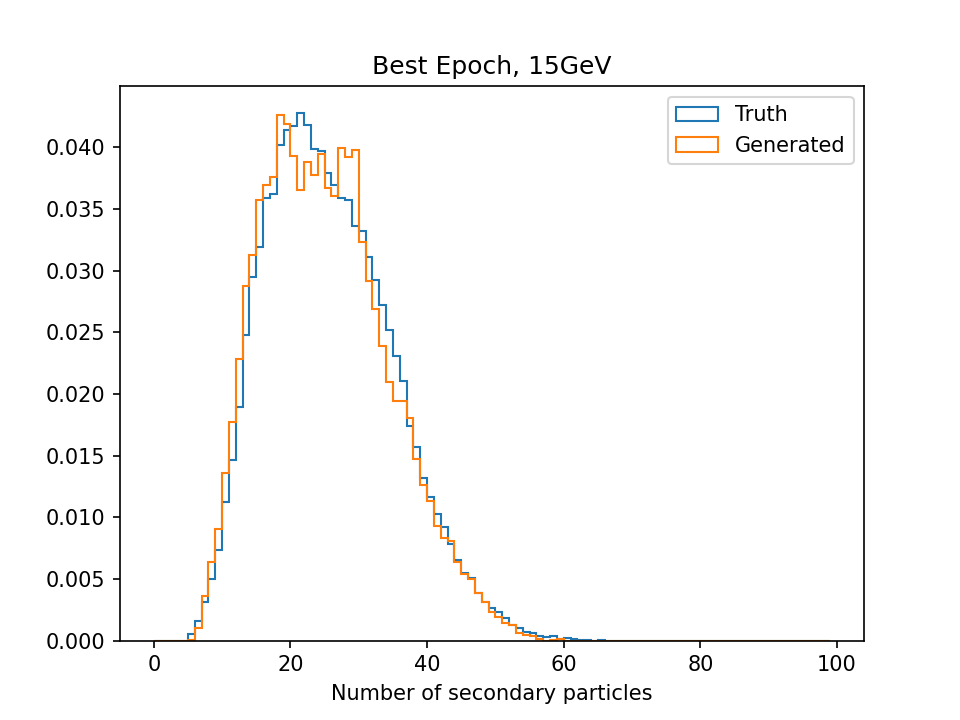 Best Epoch, 15GeV
Truth
Generated
0.040
0.035
0.030
0.025
0.020
0.015
0.010
0.005
0.000
0 20 40 60 80 100
Number of secondary particles